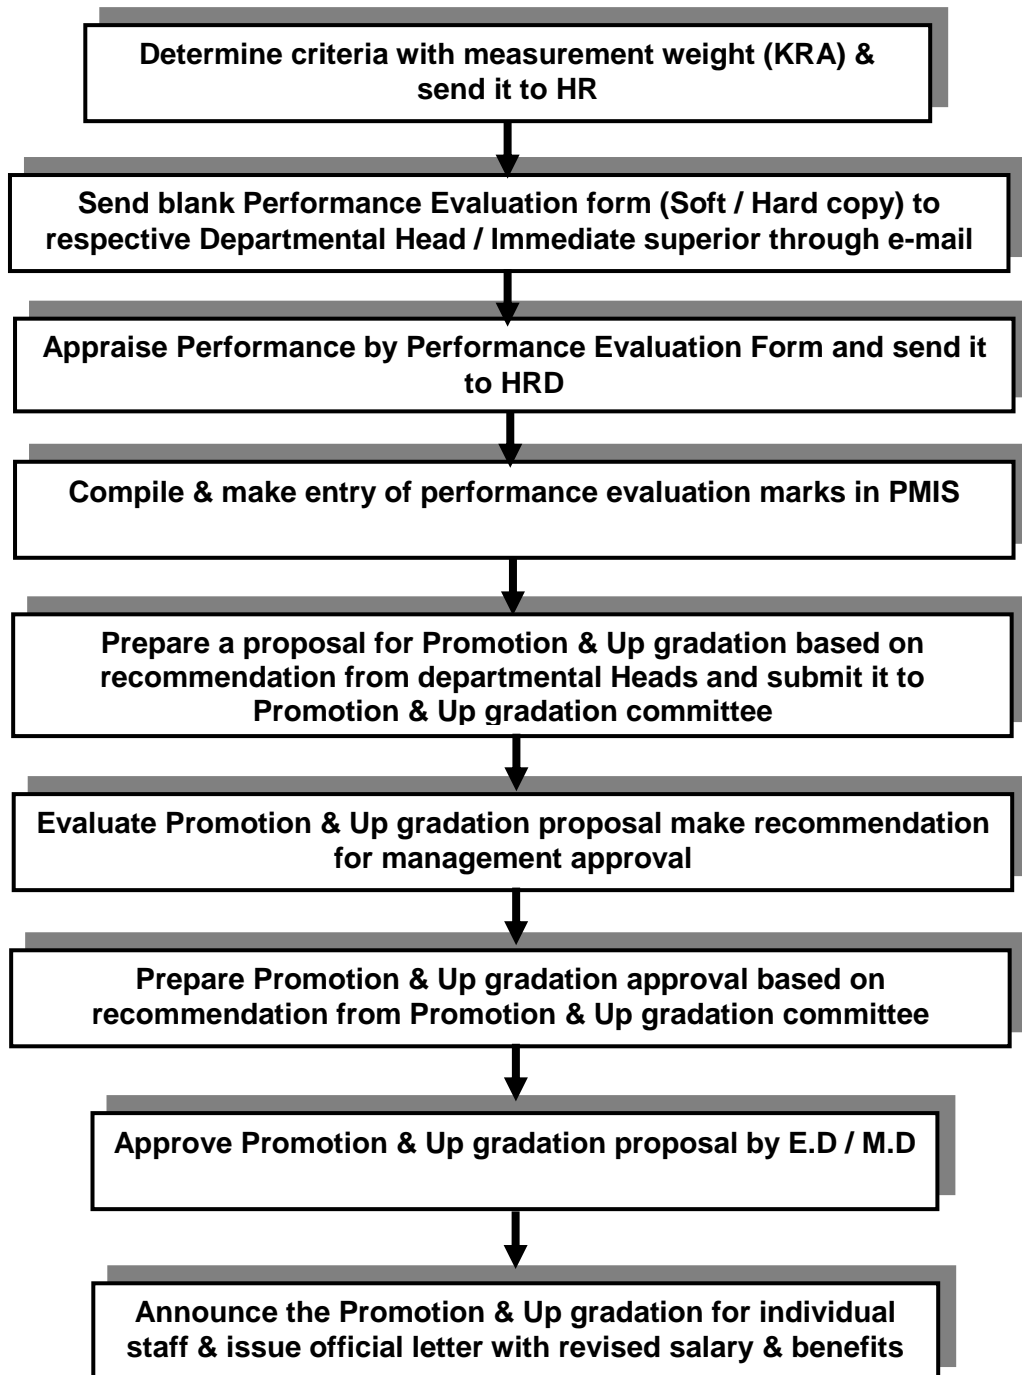 Determine criteria with measurement weight (KRA) &
send it to HR
Send blank Performance Evaluation form (Soft / Hard copy) to
respective Departmental Head / Immediate superior through e-mail
Appraise Performance by Performance Evaluation Form and send it
to HRD
Compile & make entry of performance evaluation marks in PMIS
Prepare a proposal for Promotion & Up gradation based on
recommendation from departmental Heads and submit it to
Promotion & Up gradation committee
Evaluate Promotion & Up gradation proposal make recommendation
for management approval
Prepare Promotion & Up gradation approval based on
recommendation from Promotion & Up gradation committee
Approve Promotion & Up gradation proposal by E.D / M.D
Announce the Promotion & Up gradation for individual
staff & issue official letter with revised salary & benefits